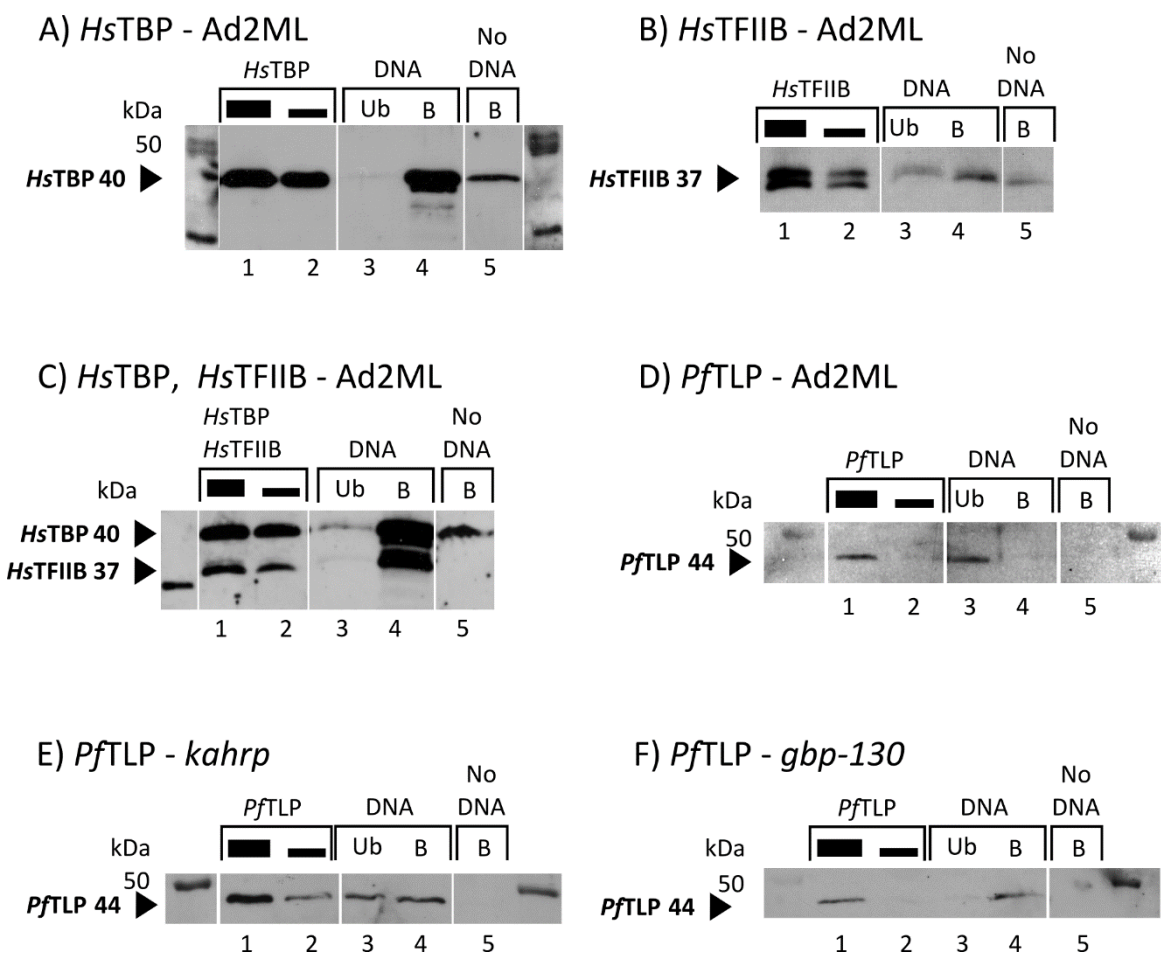 A) HsTBP - Ad2ML
No
HsTBP DNA DNA
kDa Ub B B
50
HsTBP 40
1 2 3 4 5
B) HsTFIIB - Ad2ML
No
HsTFIIB DNA DNA
Ub B B
HsTFIIB 37
1 2 3 4 5
C) HsTBP, HsTFIIB - Ad2ML
HsTBP No
HsTFIIB DNA DNA
kDa Ub B B
HsTBP 40
HsTFIIB 37
1 2 3 4 5
D) PfTLP - Ad2ML
No
PfTLP DNA DNA
kDa Ub B B
50
PfTLP 44
1 2 3 4 5
E) PfTLP - kahrp
No
PfTLP DNA DNA
kDa Ub B B
50
PfTLP 44
1 2 3 4 5
F) PfTLP - gbp-130
No
PfTLP DNA DNA
kDa Ub B B
50
PfTLP 44
1 2 3 4 5